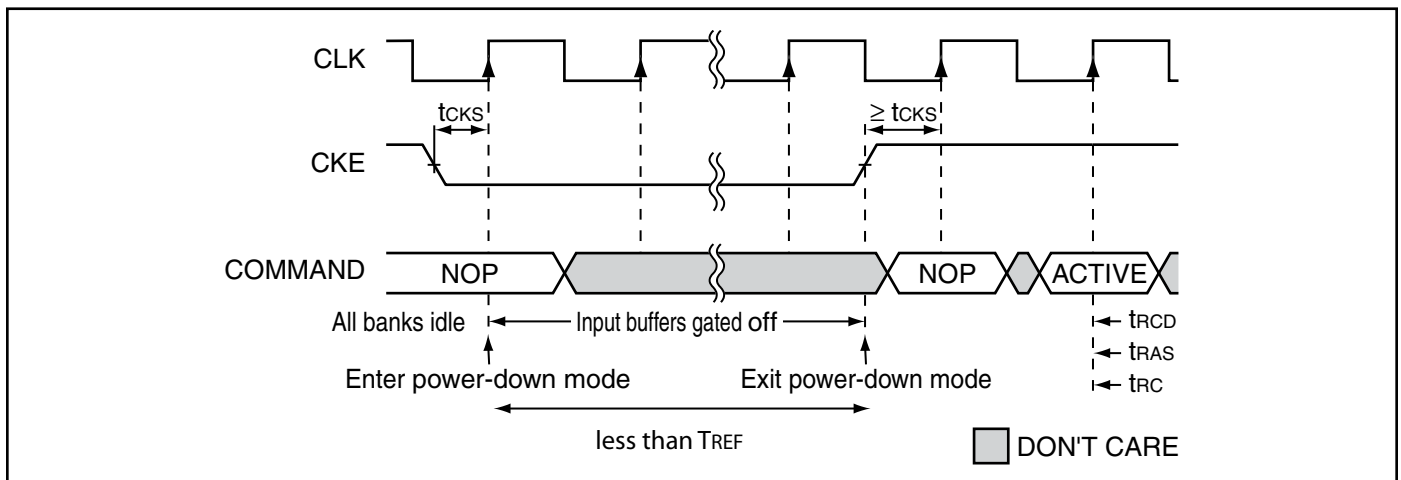 CLK
tCKS
≥ tCKS
CKE
COMMAND
NOP
NOP
ACTIVE
All banks idle
Input buffers gated off
tRCD
tRAS
tRC
Enter power-down mode
Exit power-down mode
less than TREF
DON'T CARE